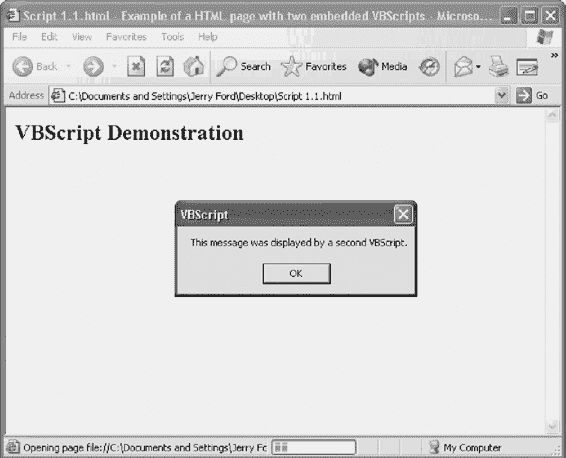 Script 1.1.html - Example of a HTML page with two embedded VBScripts - Microso...
File Edit View Favorites Tools Help
Back Search Favorites Media
Address C:\Documents and Settings\Jerry Ford\Desktop\Script 1.1.html Go
VBScript Demonstration
VBScript
This message was displayed by a second VBScript.
OK
Opening page file://C:\Documents and Settings\Jerry Fc My Computer